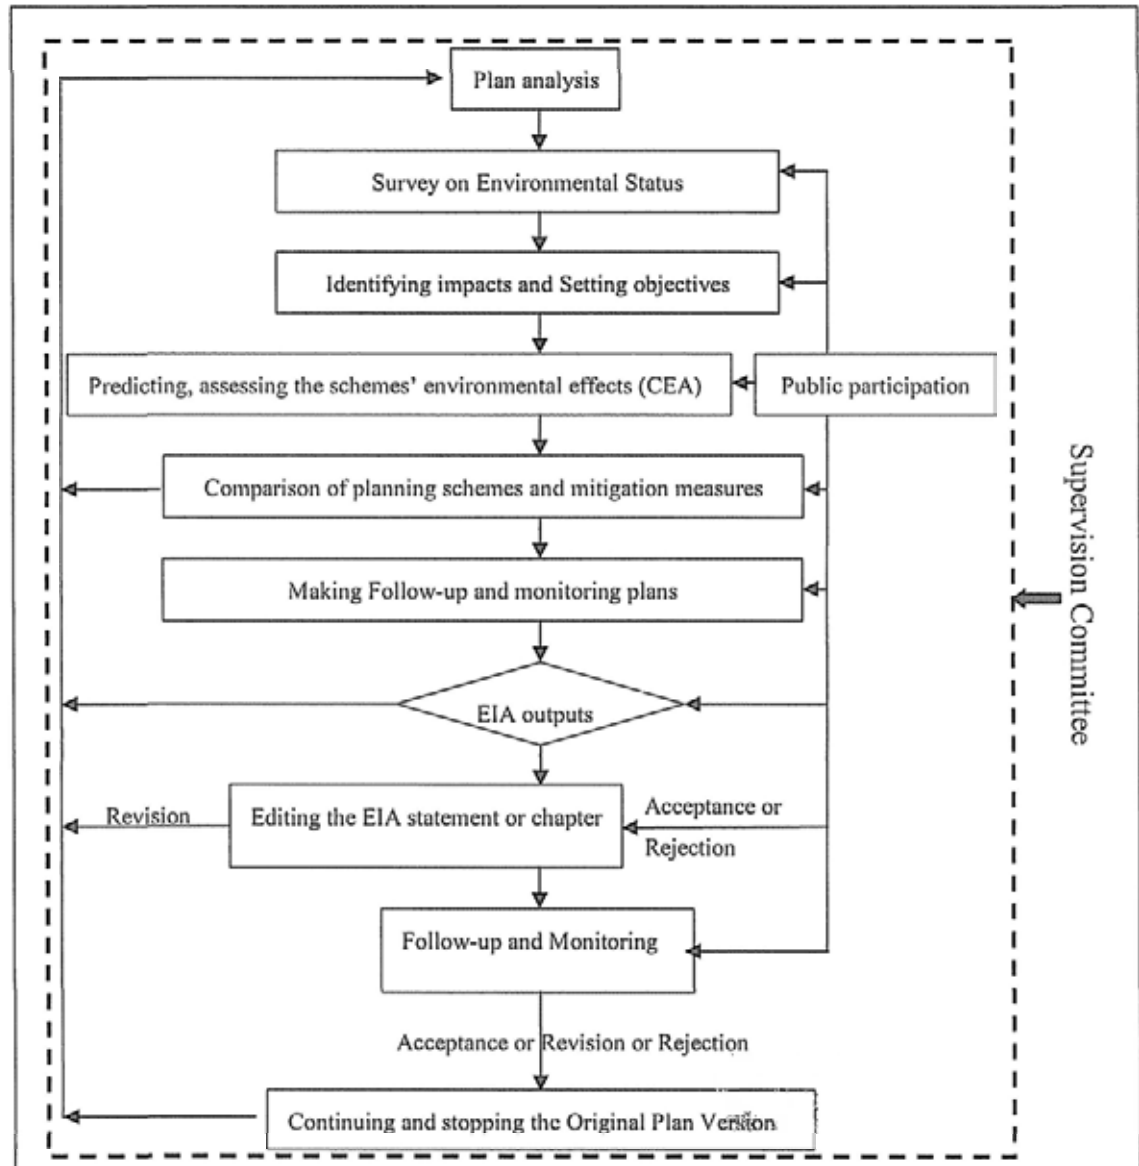 Plan analysis
Survey on Environmental Status
Identifying impacts and Setting objectives
Predicting, assessing the schemes' environmental effects (CEA)
Public participation
Comparison of planning schemes and mitigation measures
Making Follow-up and monitoring plans
Supervision Committee
EIA outputs
Revision
Editing the EIA statement or chapter
Acceptance or
Rejection
Follow-up and Monitoring
Acceptance or Revision or Rejection
Continuing and stopping the Original Plan Version